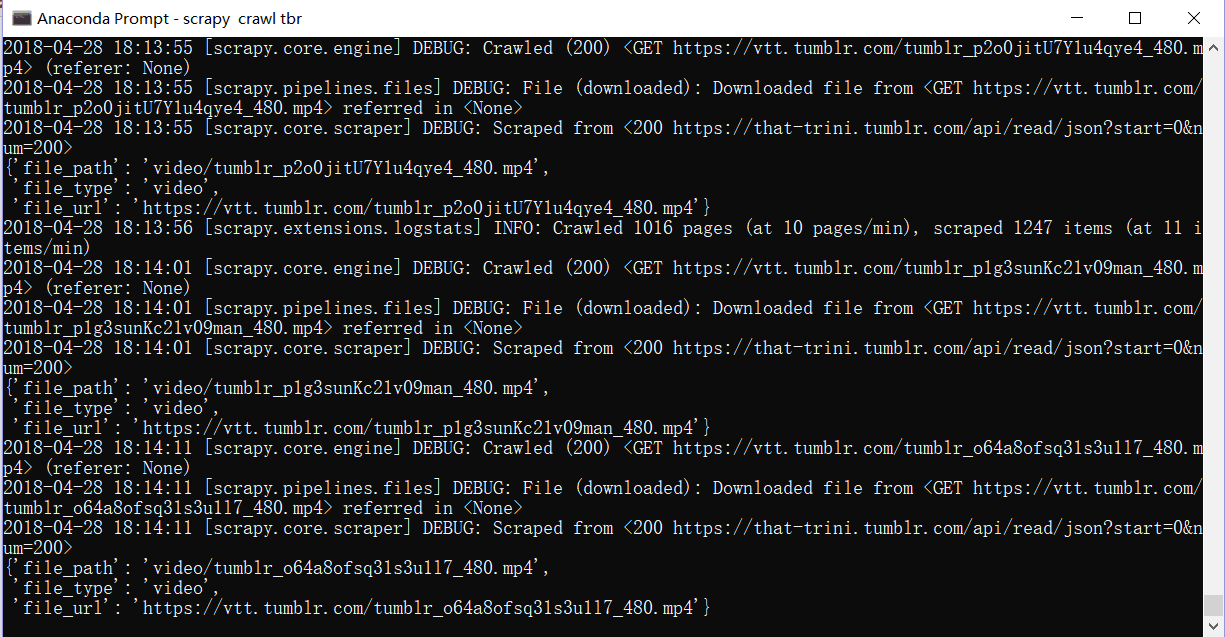 Anaconda Prompt - scrapy  crawl tbr
2018-04-28 18:13:55 [scrapy.core.engine] DEBUG: Crawled (200) <GET https://vtt.tumblr.com/tumblr_p2o0jitU7Y1u4qye4_480.m
p4> (referer: None)
2018-04-28 18:13:55 [scrapy.pipelines.files] DEBUG: File (downloaded): Downloaded file from <GET https://vtt.tumblr.com/
tumblr_p2o0jitU7Y1u4qye4_480.mp4> referred in <None>
2018-04-28 18:13:55 [scrapy.core.scraper] DEBUG: Scraped from <200 https://that-trini.tumblr.com/api/read/json?start=0&n
um=200>
{'file_path': 'video/tumblr_p2o0jitU7Y1u4qye4_480.mp4',
 'file_type': 'video',
 'file_url': 'https://vtt.tumblr.com/tumblr_p2o0jitU7Y1u4qye4_480.mp4'}
2018-04-28 18:13:56 [scrapy.extensions.logstats] INFO: Crawled 1016 pages (at 10 pages/min), scraped 1247 items (at 11 i
tems/min)
2018-04-28 18:14:01 [scrapy.core.engine] DEBUG: Crawled (200) <GET https://vtt.tumblr.com/tumblr_p1g3sunKc21v09man_480.m
p4> (referer: None)
2018-04-28 18:14:01 [scrapy.pipelines.files] DEBUG: File (downloaded): Downloaded file from <GET https://vtt.tumblr.com/
tumblr_p1g3sunKc21v09man_480.mp4> referred in <None>
2018-04-28 18:14:01 [scrapy.core.scraper] DEBUG: Scraped from <200 https://that-trini.tumblr.com/api/read/json?start=0&n
um=200>
{'file_path': 'video/tumblr_p1g3sunKc21v09man_480.mp4',
 'file_type': 'video',
 'file_url': 'https://vtt.tumblr.com/tumblr_p1g3sunKc21v09man_480.mp4'}
2018-04-28 18:14:11 [scrapy.core.engine] DEBUG: Crawled (200) <GET https://vtt.tumblr.com/tumblr_o64a8ofsq31s3u117_480.m
p4> (referer: None)
2018-04-28 18:14:11 [scrapy.pipelines.files] DEBUG: File (downloaded): Downloaded file from <GET https://vtt.tumblr.com/
tumblr_o64a8ofsq31s3u117_480.mp4> referred in <None>
2018-04-28 18:14:11 [scrapy.core.scraper] DEBUG: Scraped from <200 https://that-trini.tumblr.com/api/read/json?start=0&n
um=200>
{'file_path': 'video/tumblr_o64a8ofsq31s3u117_480.mp4',
 'file_type': 'video',
 'file_url': 'https://vtt.tumblr.com/tumblr_o64a8ofsq31s3u117_480.mp4'}